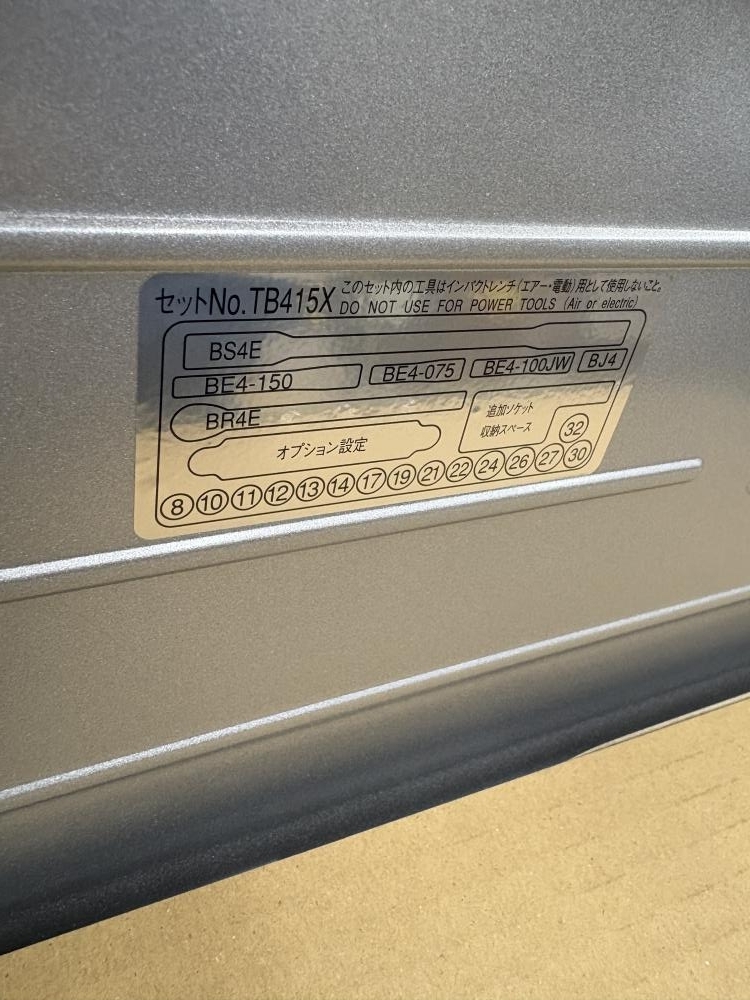 セットNo.TB415X このセット内の工具はインパクトレンチ(エアー・電動)用として使用しないこと。
DO NOT USE FOR POWER TOOLS (Air or electric)
BS4E
BE4-150 BE4-075 BE4-100JW BJ4
BR4E
追加ソケット
収納スペース
オプション設定
32
8 10 11 12 13 14 17 19 21 22 24 26 27 30